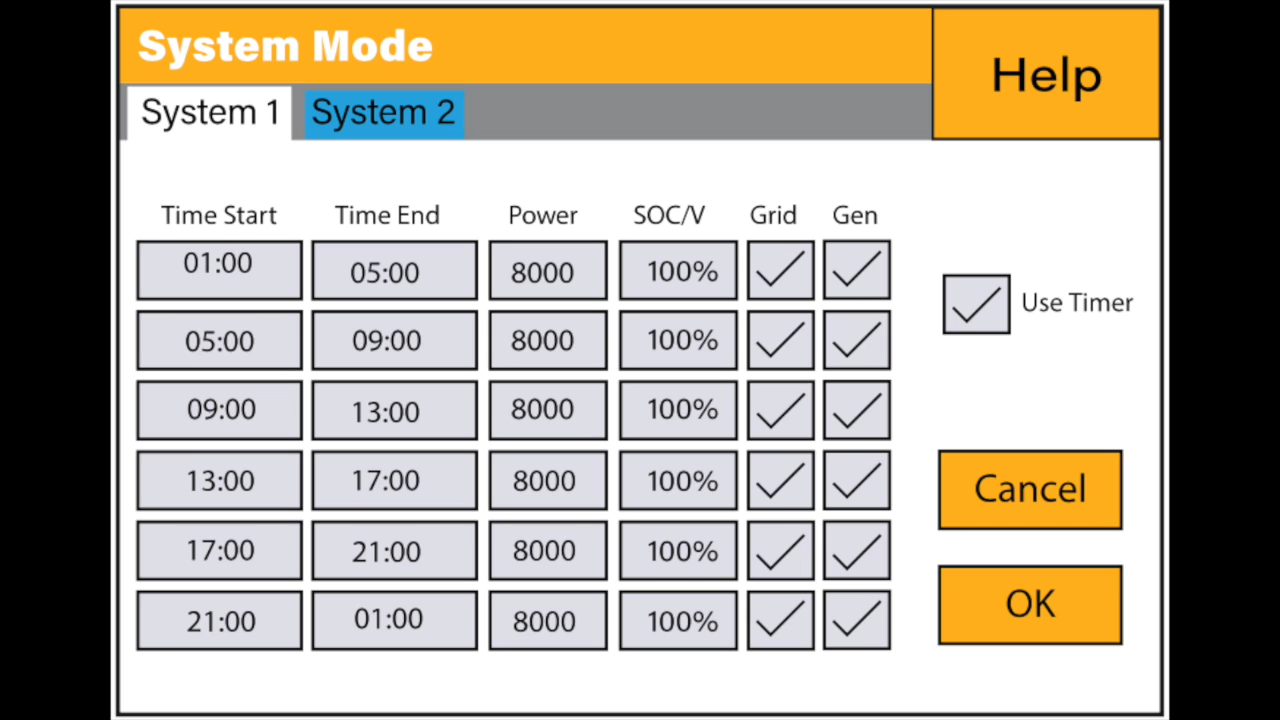 System Mode
Help
System 1 System 2
Time Start Time End Power SOC/V Grid Gen
01:00 05:00 8000 100%
Use Timer
05:00 09:00 8000 100%
09:00 13:00 8000 100%
13:00 17:00 8000 100%
Cancel
17:00 21:00 8000 100%
21:00 01:00 8000 100%
OK